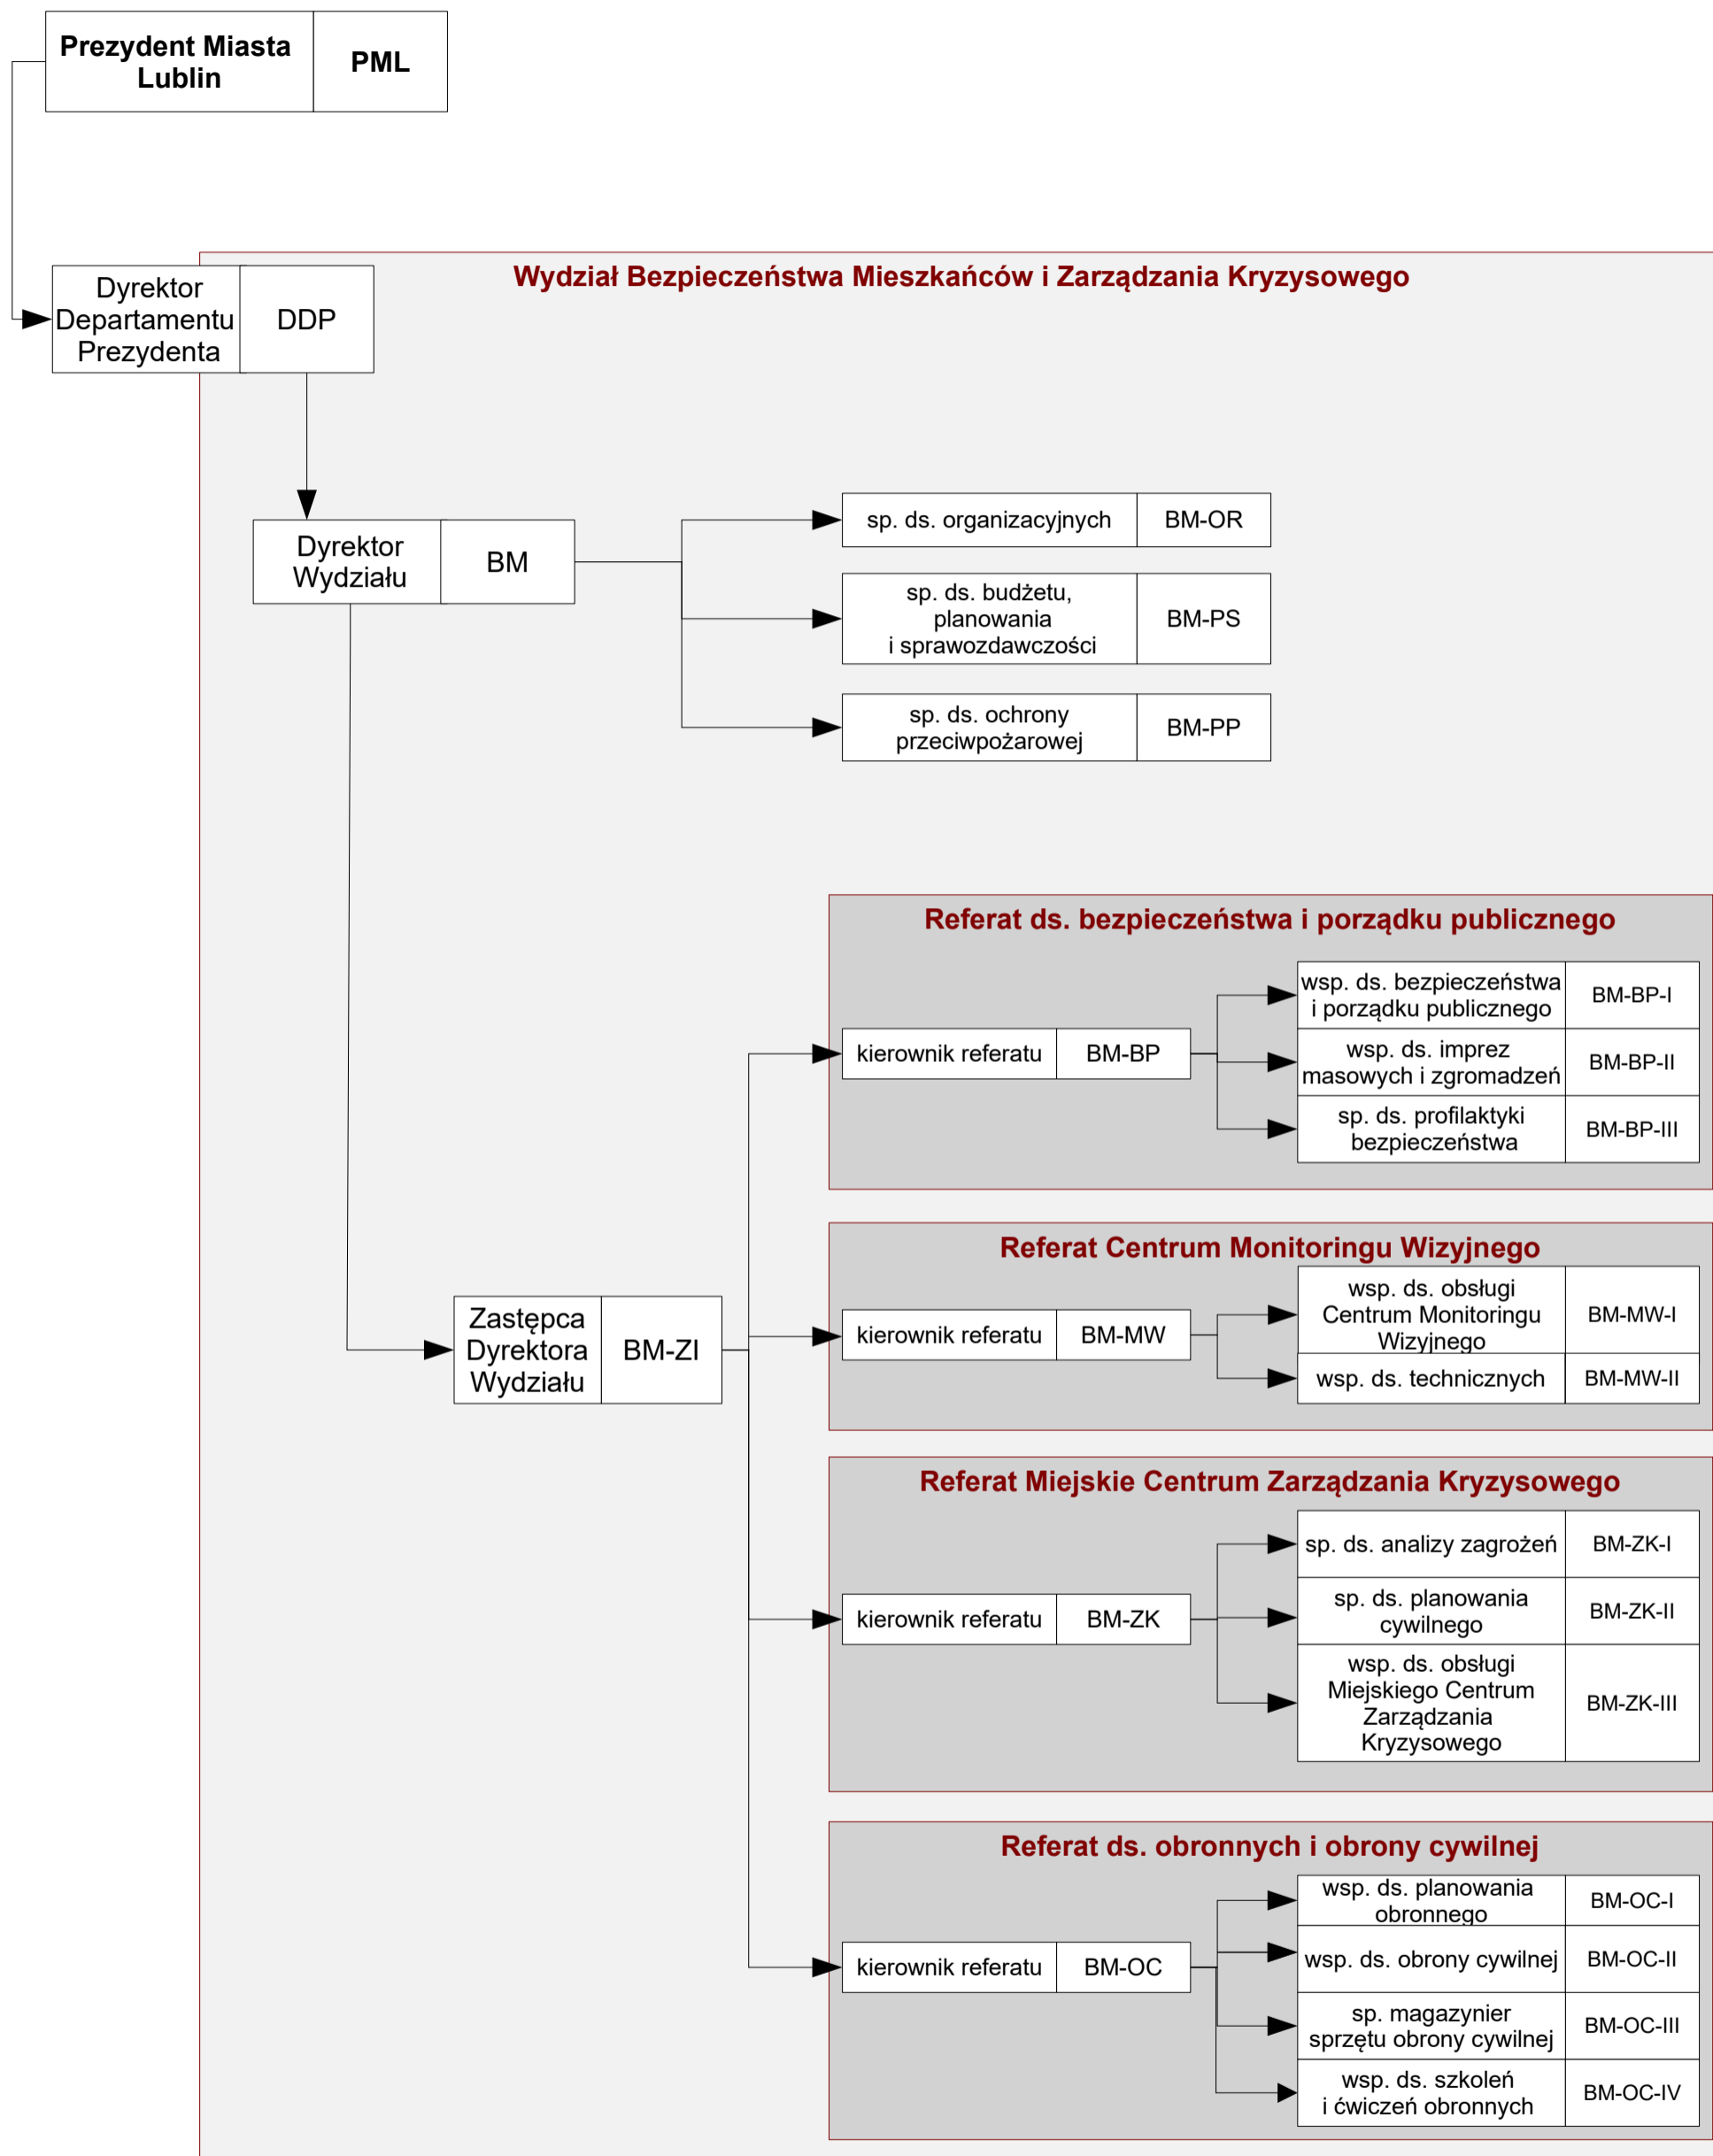 Prezydent Miasta
Lublin
PML
Wydział Bezpieczeństwa Mieszkańców i Zarządzania Kryzysowego
Dyrektor
Departamentu
Prezydenta
DDP
Dyrektor
Wydziału
BM
sp. ds. organizacyjnych
BM-OR
sp. ds. budżetu,
planowania
i sprawozdawczości
BM-PS
sp. ds. ochrony
przeciwpożarowej
BM-PP
Zastępca
Dyrektora
Wydziału
BM-ZI
Referat ds. bezpieczeństwa i porządku publicznego
kierownik referatu
BM-BP
wsp. ds. bezpieczeństwa
i porządku publicznego
BM-BP-I
wsp. ds. imprez
masowych i zgromadzeń
BM-BP-II
sp. ds. profilaktyki
bezpieczeństwa
BM-BP-III
Referat Centrum Monitoringu Wizyjnego
kierownik referatu
BM-MW
wsp. ds. obsługi
Centrum Monitoringu
Wizyjnego
BM-MW-I
wsp. ds. technicznych
BM-MW-II
Referat Miejskie Centrum Zarządzania Kryzysowego
kierownik referatu
BM-ZK
sp. ds. analizy zagrożeń
BM-ZK-I
sp. ds. planowania
cywilnego
BM-ZK-II
wsp. ds. obsługi
Miejskiego Centrum
Zarządzania
Kryzysowego
BM-ZK-III
Referat ds. obronnych i obrony cywilnej
kierownik referatu
BM-OC
wsp. ds. planowania
obronnego
BM-OC-I
wsp. ds. obrony cywilnej
BM-OC-II
sp. magazynier
sprzętu obrony cywilnej
BM-OC-III
wsp. ds. szkoleń
i ćwiczeń obronnych
BM-OC-IV